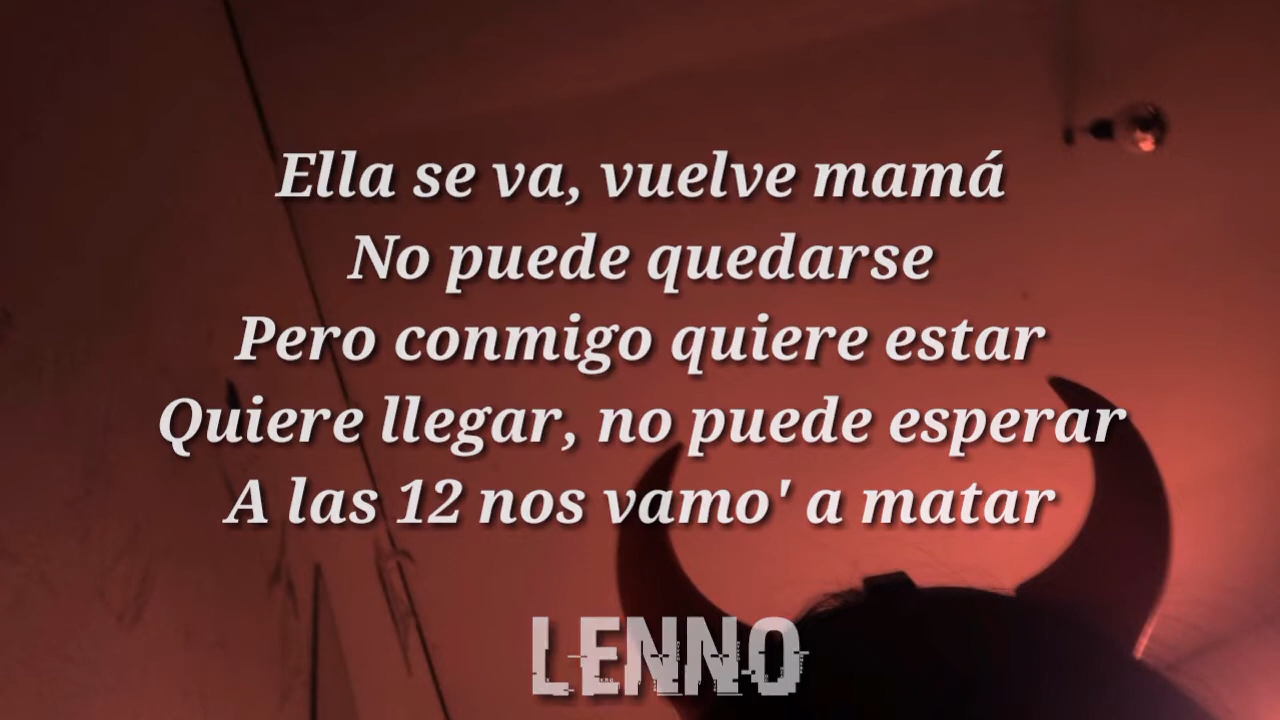 Ella se va, vuelve mamá
No puede quedarse
Pero conmigo quiere estar
Quiere llegar, no puede esperar
A las 12 nos vamo' a matar
LENNO